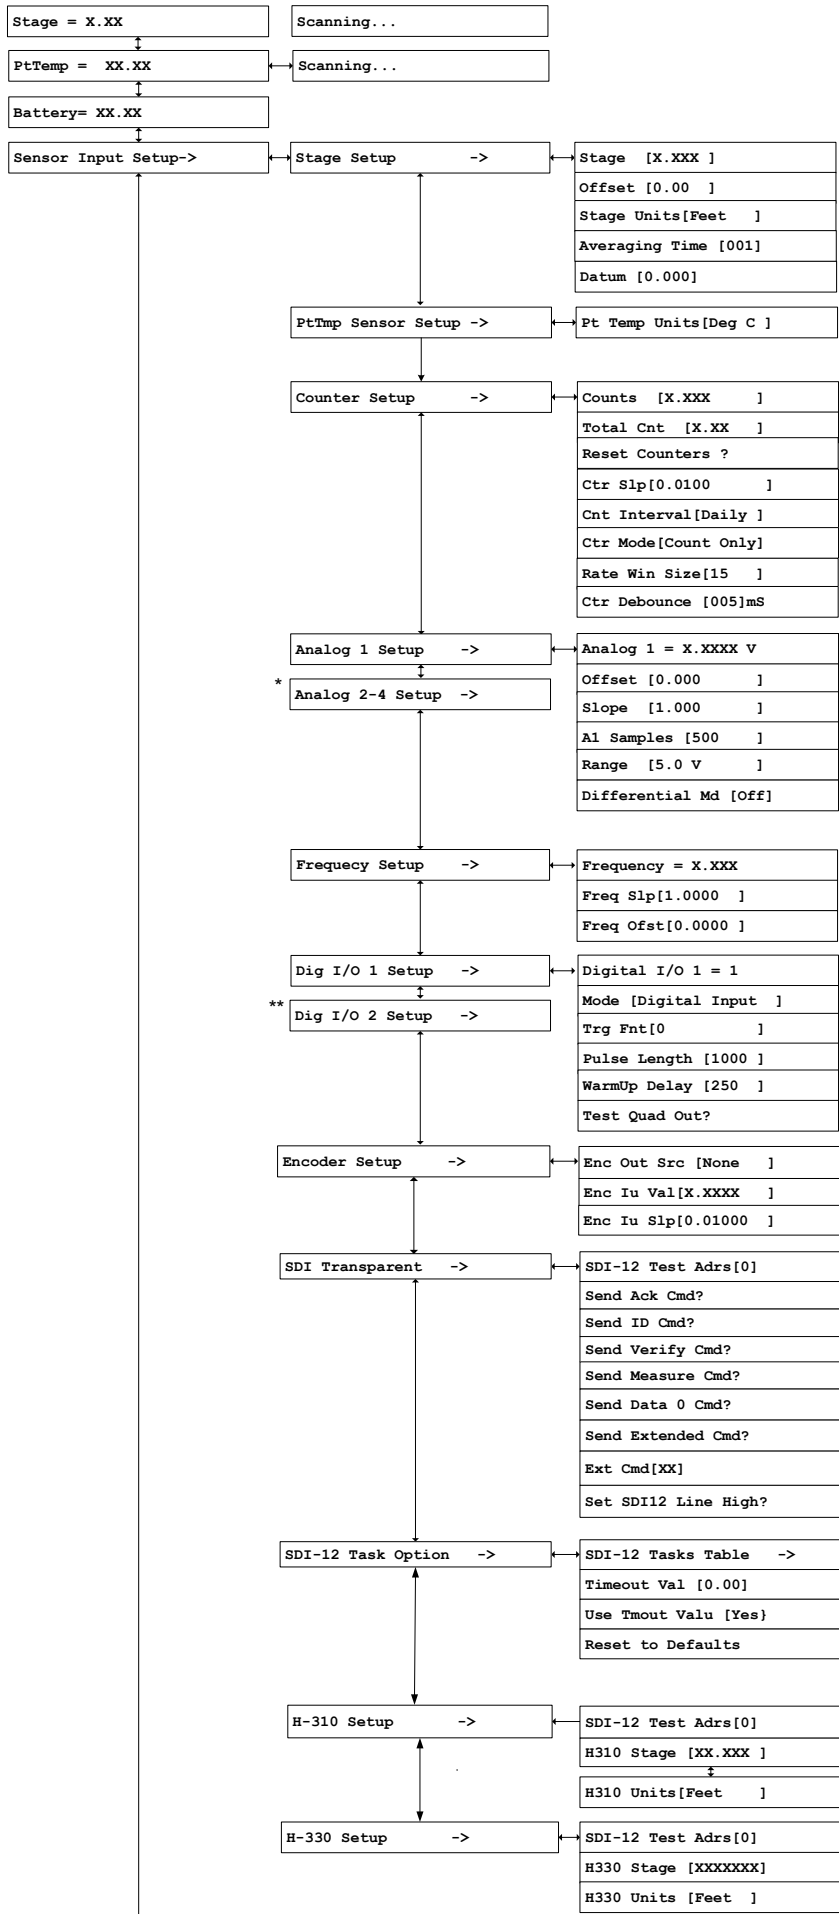 Stage = X.XX
Scanning...
PtTemp =  XX.XX
Scanning...
Battery= XX.XX
Sensor Input Setup->
Stage Setup        ->
Stage  [X.XXX ]
Offset [0.00  ]
Stage Units[Feet   ]
Averaging Time [001]
Datum [0.000]
PtTmp Sensor Setup ->
Pt Temp Units[Deg C ]
Counter Setup      ->
Counts  [X.XXX     ]
Total Cnt  [X.XX   ]
Reset Counters ?
Ctr Slp[0.0100      ]
Cnt Interval[Daily ]
Ctr Mode[Count Only]
Rate Win Size[15   ]
Ctr Debounce [005]mS
Analog 1 Setup    ->
Analog 1 = X.XXXX V
* Analog 2-4 Setup  ->
Offset [0.000      ]
Slope  [1.000      ]
A1 Samples [500    ]
Range  [5.0 V      ]
Differential Md [Off]
Frequecy Setup    ->
Frequency = X.XXX
Freq Slp[1.0000  ]
Freq Ofst[0.0000 ]
Dig I/O 1 Setup   ->
Digital I/O 1 = 1
** Dig I/O 2 Setup   ->
Mode [Digital Input  ]
Trg Fnt[0          ]
Pulse Length [1000 ]
WarmUp Delay [250  ]
Test Quad Out?
Encoder Setup     ->
Enc Out Src [None   ]
Enc Iu Val[X.XXXX   ]
Enc Iu Slp[0.01000  ]
SDI Transparent   ->
SDI-12 Test Adrs[0]
Send Ack Cmd?
Send ID Cmd?
Send Verify Cmd?
Send Measure Cmd?
Send Data 0 Cmd?
Send Extended Cmd?
Ext Cmd[XX]
Set SDI12 Line High?
SDI-12 Task Option   ->
SDI-12 Tasks Table   ->
Timeout Val [0.00]
Use Tmout Valu [Yes}
Reset to Defaults
H-310 Setup       ->
SDI-12 Test Adrs[0]
H310 Stage [XX.XXX ]
H310 Units[Feet    ]
H-330 Setup       ->
SDI-12 Test Adrs[0]
H330 Stage [XXXXXXX]
H330 Units [Feet  ]